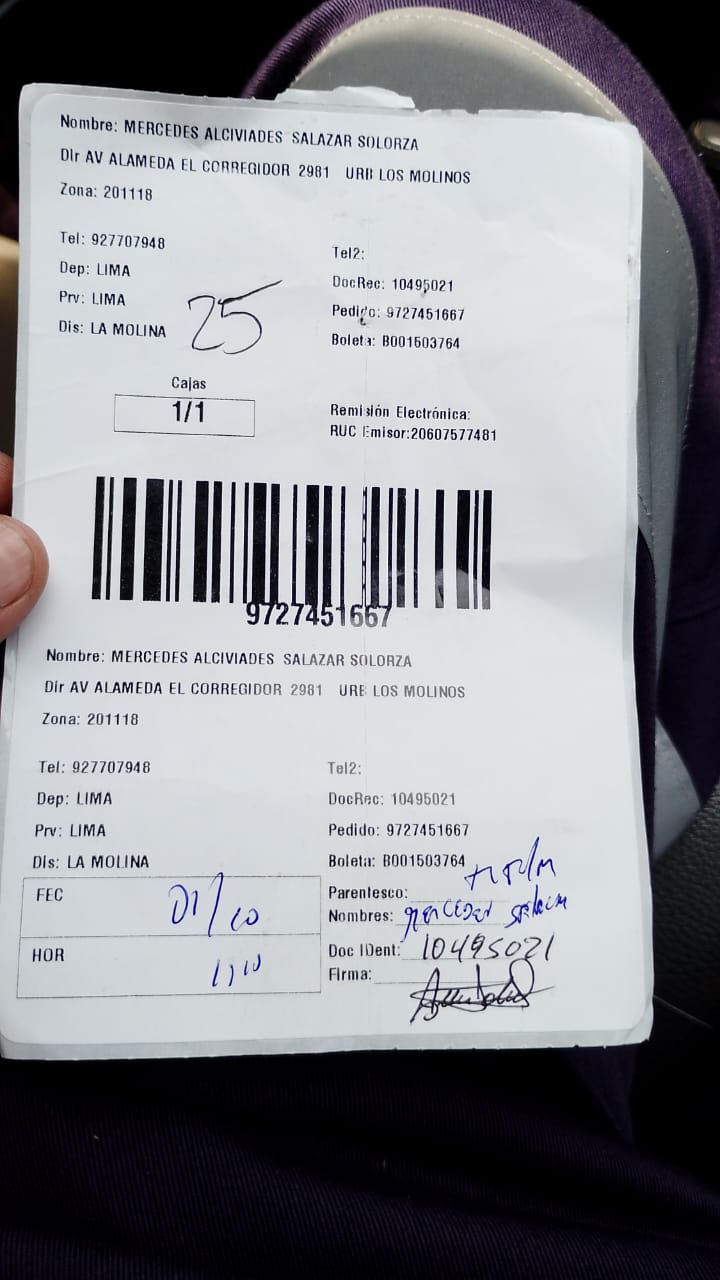 Nombre: MERCEDES ALCIVIADES SALAZAR SOLORZA
Dir AV ALAMEDA EL CORREGIDOR 2981 URB LOS MOLINOS
Zona: 201118
Tel: 927707948
Tel2:
Dep: LIMA
DocRec: 10495021
Prv: LIMA
Pedido: 9727451667
Dis: LA MOLINA
Boleta: B001503764
25
Cajas
1/1
Remisión Electrónica:
RUC Emisor:20607577481
9727451667
Nombre: MERCEDES ALCIVIADES SALAZAR SOLORZA
Dir AV ALAMEDA EL CORREGIDOR 2981 URB LOS MOLINOS
Zona: 201118
Tel: 927707948
Tel2:
Dep: LIMA
DocRec: 10495021
Prv: LIMA
Pedido: 9727451667
Dis: LA MOLINA
Boleta: B001503764
FEC 01/10
Parentesco:
Nombres: Mercedes Salazar
HOR
Doc IDent: 10495021
Firma: